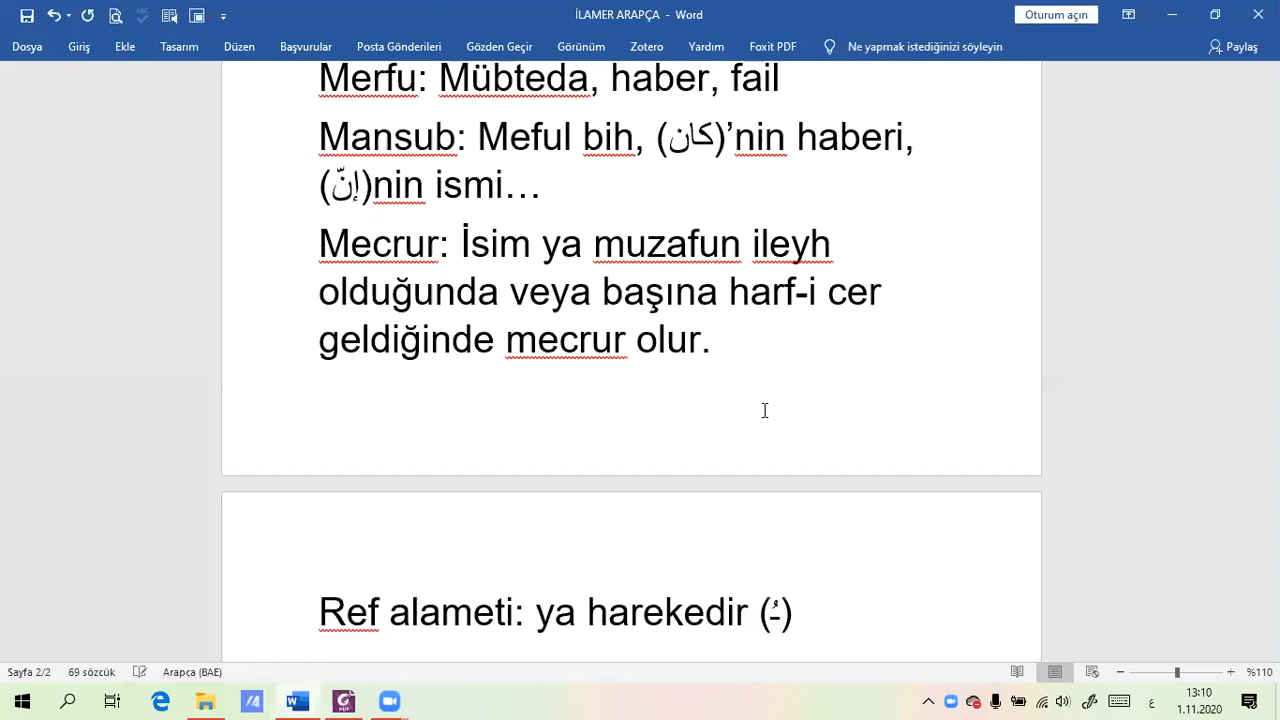 İLAMER ARAPÇA - Word
Oturum açın
Dosya Giriş Ekle Tasarım Düzen Başvurular Posta Gönderileri Gözden Geçir Görünüm Zotero Yardım Foxit PDF Ne yapmak istediğinizi söyleyin Paylaş
Merfu: Mübteda, haber, fail
Mansub: Meful bih, (كَانَ)’nin haberi,
(إِنَّ)nin ismi…
Mecrur: İsim ya muzafun ileyh
olduğunda veya başına harf-i cer
geldiğinde mecrur olur.
Ref alameti: ya harekedir (ـُ)
Sayfa 2/2 69 sözcük Arapça (BAE) %110
ع 13:10
1.11.2020